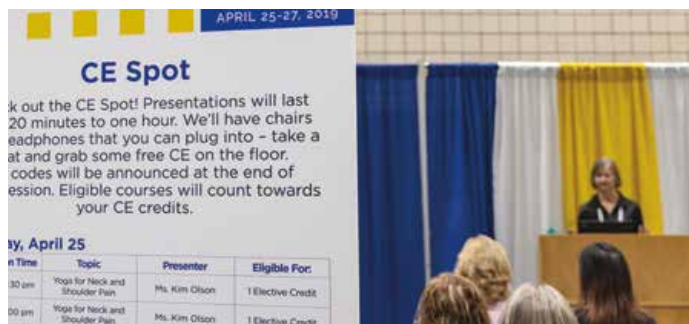 APRIL 25-27, 2019
CE Spot
ck out the CE Spot! Presentations will last
20 minutes to one hour. We'll have chairs
eadphones that you can plug into – take a
at and grab some free CE on the floor.
codes will be announced at the end of
ession. Eligible courses will count towards
your CE credits.
ay, April 25
n Time Topic Presenter Eligible For:
30 pm Yoga for Neck and Shoulder Pain Ms. Kim Olson 1 Elective Credit
00 pm Yoga for Neck and Shoulder Pain Ms. Kim Olson 1 Elective Credit